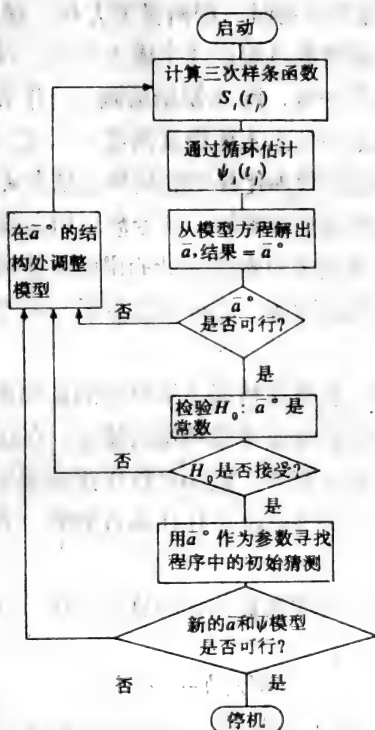 启动
计算三次样条函数
S_i(t_j)
通过循环估计
ψ_i(t_j)
从模型方程解出
a̅,结果 = a̅°
在a̅°的结
构处调整
模型
a̅°
是否可行?
否
是
检验H₀: a̅°是
常数
H₀是否接受?
否
是
用a̅°作为参数寻找
程序中的初始猜测
新的a̅和ψ̅模型
是否可行?
否
是
停机